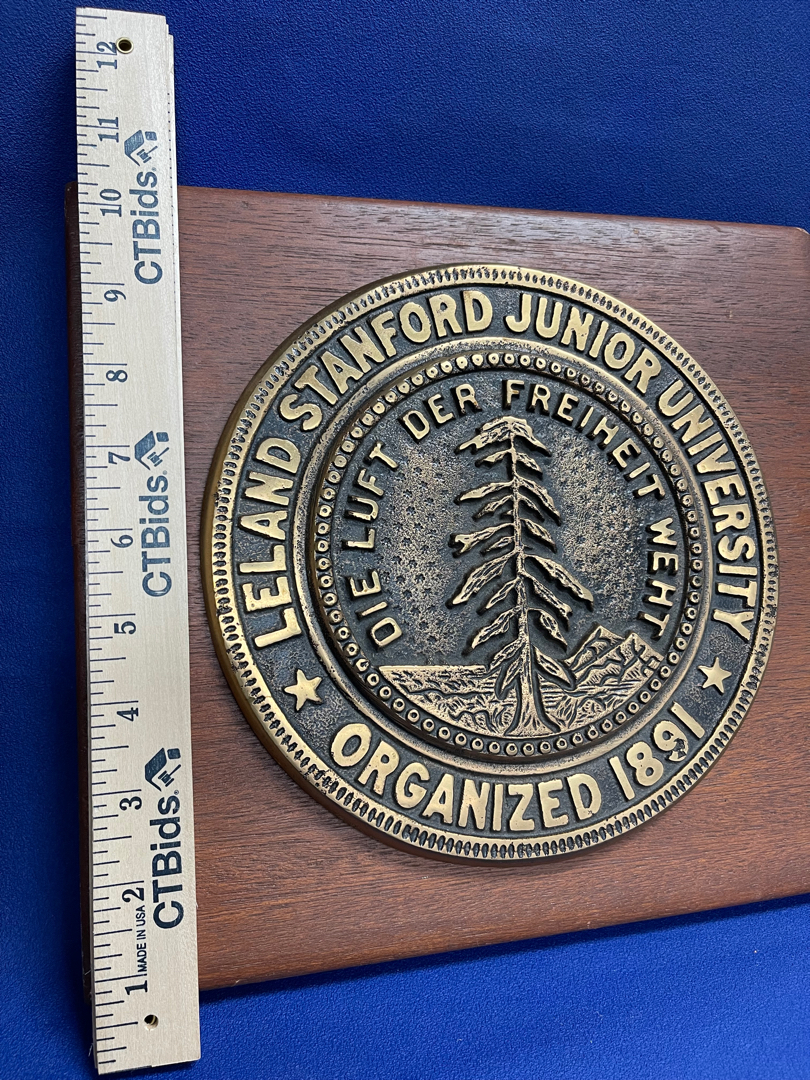 LELAND STANFORD JUNIOR UNIVERSITY
DIE LUFT DER FREIHEIT WEHT
ORGANIZED 1891
1 2 3 4 5 6 7 8 9 10 11 12
MADE IN USA
CTBids.
CTBids.
CTBids.